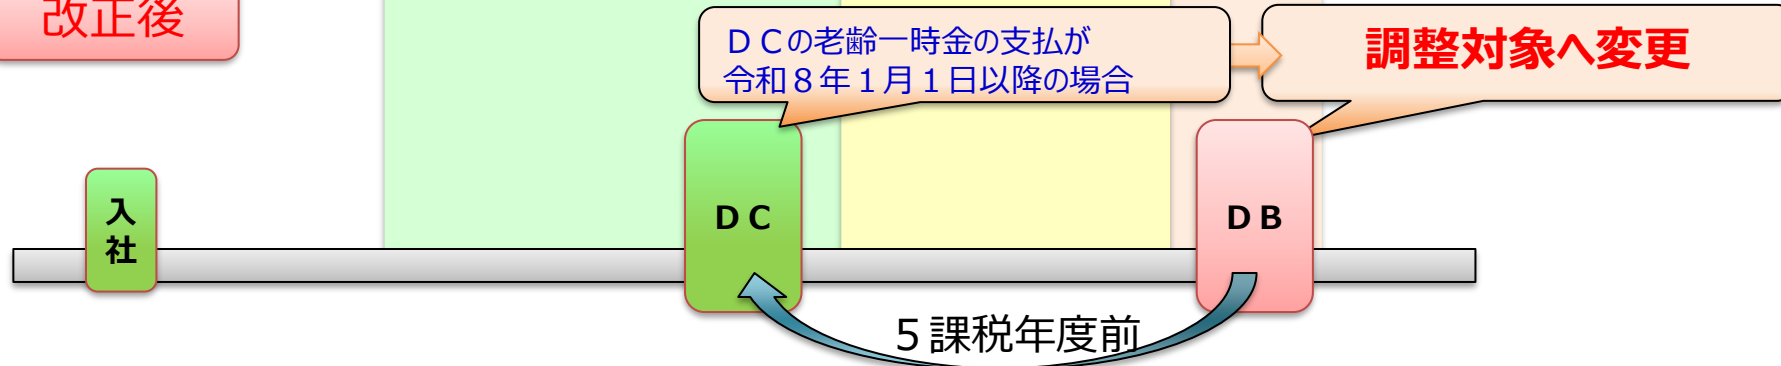 改正後
ＤＣの老齢一時金の支払が
令和８年１月１日以降の場合
調整対象へ変更
入
社
ＤＣ
ＤＢ
５課税年度前